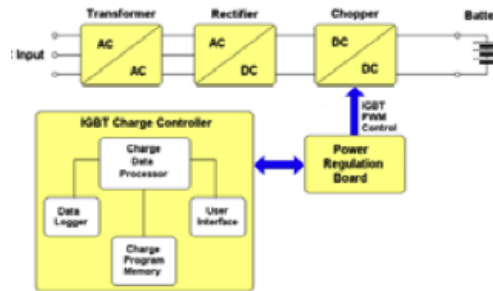 Transformer Rectifier Chopper
Input
AC AC DC
AC DC DC
IGBT
PWM
Control
IGBT Charge Controller
Charge
Data
Processor
Power
Regulation
Board
Data
Logger
User
Interface
Charge
Program
Memory